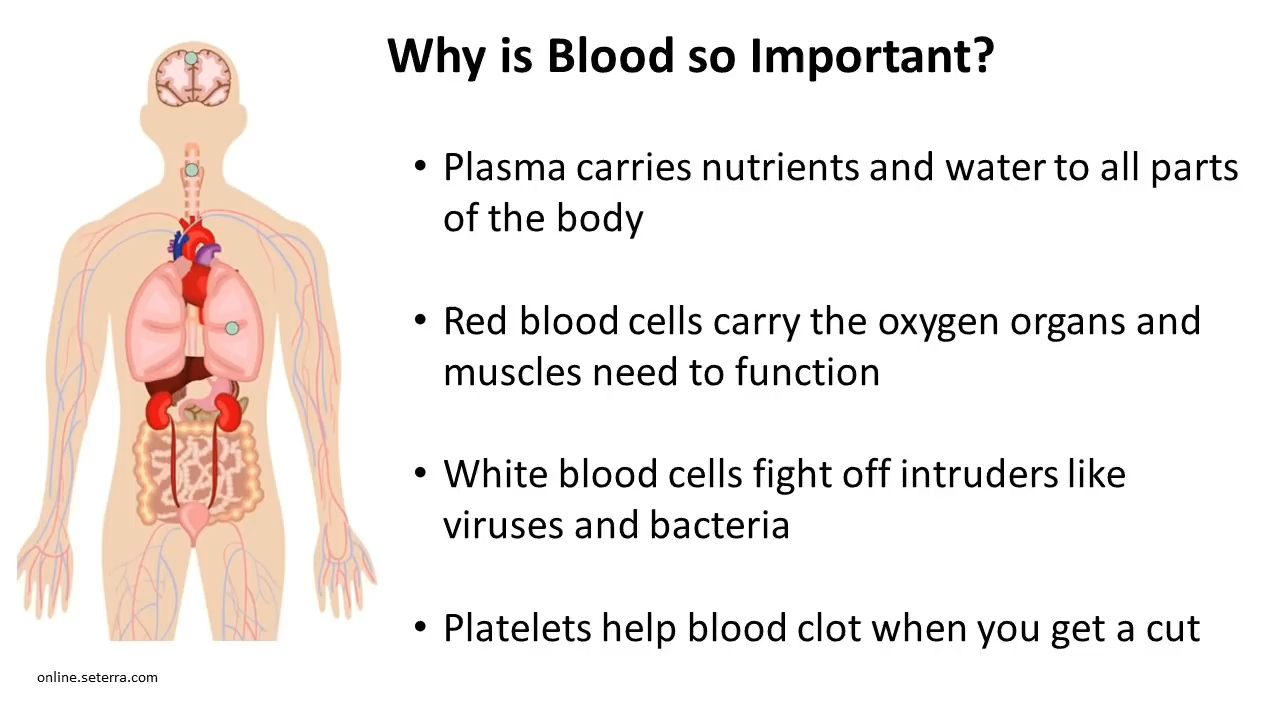 Why is Blood so Important?
• Plasma carries nutrients and water to all parts
of the body
• Red blood cells carry the oxygen organs and
muscles need to function
• White blood cells fight off intruders like
viruses and bacteria
• Platelets help blood clot when you get a cut
online.seterra.com